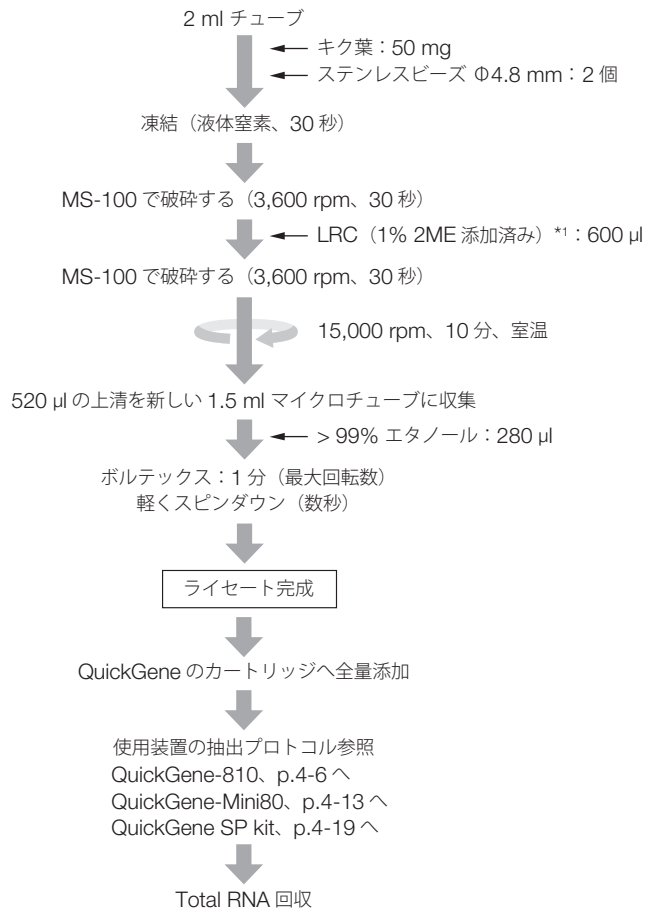 2 ml チューブ
キク葉：50 mg
ステンレスビーズ Φ4.8 mm：2 個
凍結（液体窒素、30 秒）
MS-100 で破砕する（3,600 rpm、30 秒）
LRC（1% 2ME 添加済み）*1：600 µl
MS-100 で破砕する（3,600 rpm、30 秒）
15,000 rpm、10 分、室温
520 µl の上清を新しい 1.5 ml マイクロチューブに収集
> 99% エタノール：280 µl
ボルテックス：1 分（最大回転数）
軽くスピンダウン（数秒）
ライセート完成
QuickGene のカートリッジへ全量添加
使用装置の抽出プロトコル参照
QuickGene-810、p.4-6 へ
QuickGene-Mini80、p.4-13 へ
QuickGene SP kit、p.4-19 へ
Total RNA 回収